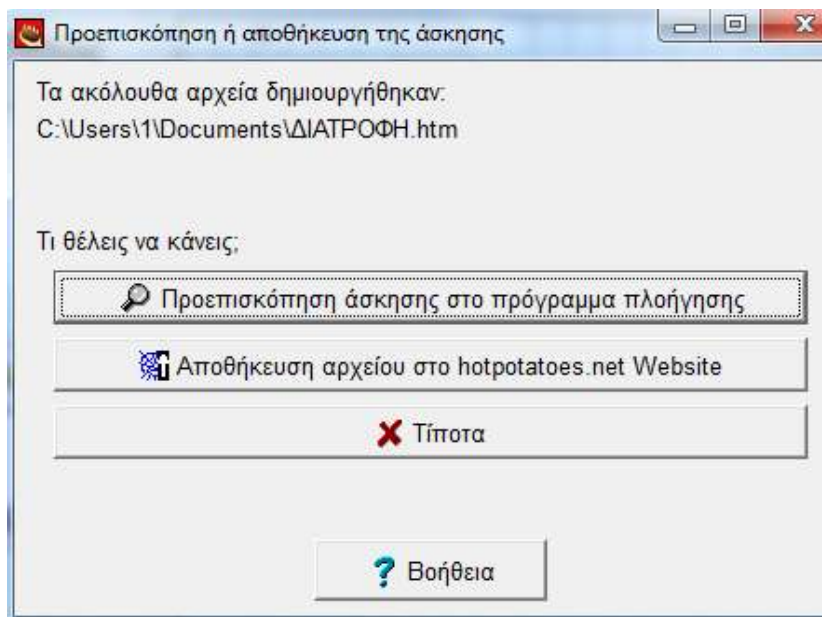 Προεπισκόπηση ή αποθήκευση της άσκησης
Τα ακόλουθα αρχεία δημιουργήθηκαν:
C:\Users\1\Documents\ΔΙΑΤΡΟΦΗ.htm
Τι θέλεις να κάνεις;
Προεπισκόπηση άσκησης στο πρόγραμμα πλοήγησης
Αποθήκευση αρχείου στο hotpotatoes.net Website
Τίποτα
Βοήθεια